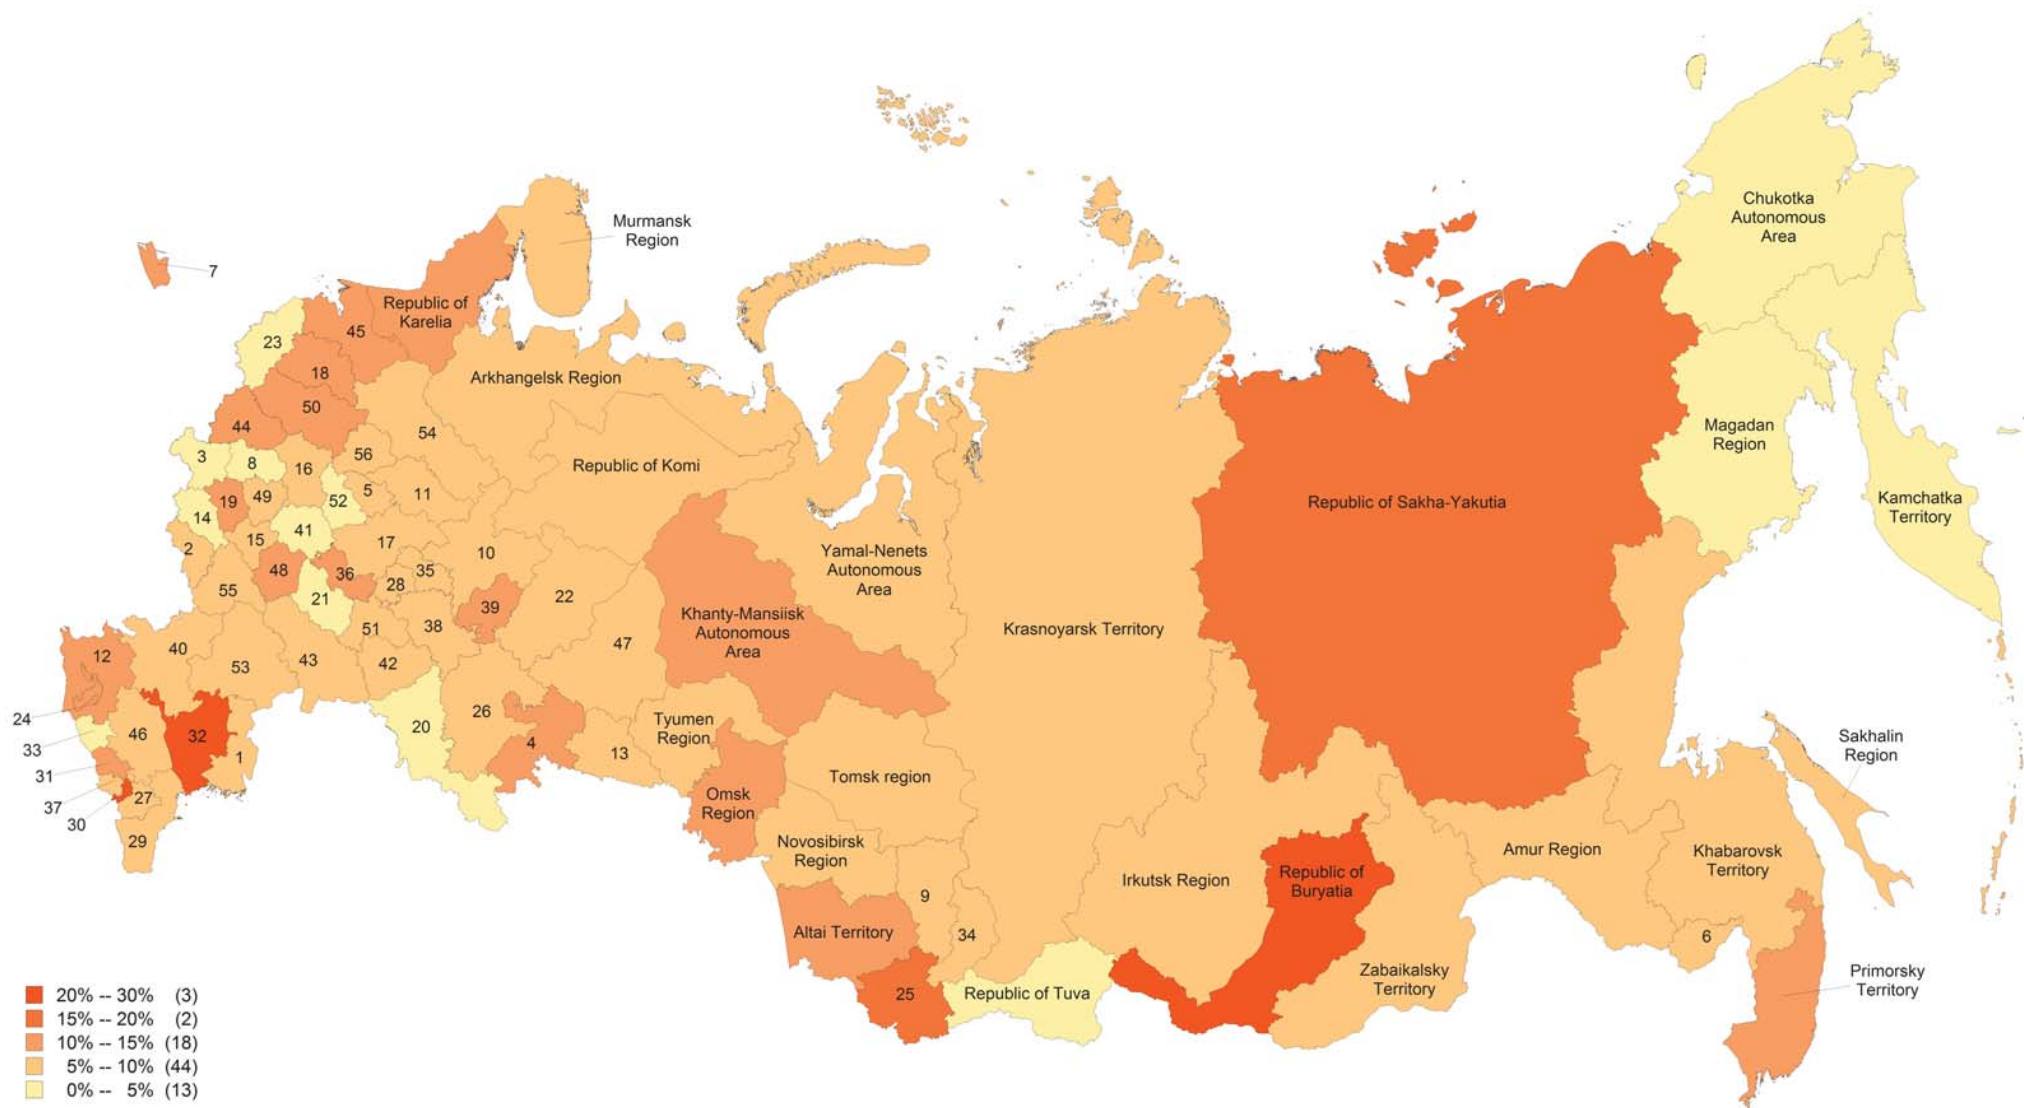 Chukotka
Autonomous
Area
Murmansk
Region
7
Republic of
Karelia
45
23
18
Arkhangelsk Region
50
44
54
Magadan
Region
3
8
16
56
Republic of Komi
19
49
52
5
11
Republic of Sakha-Yakutia
Kamchatka
Territory
14
41
2
15
17
10
Yamal-Nenets
Autonomous
Area
48
36
28
35
55
21
39
22
Khanty-Mansiisk
Autonomous
Area
51
38
Krasnoyarsk Territory
12
40
53
43
42
47
24
33
46
32
1
20
26
4
13
Tyumen
Region
Sakhalin
Region
31
37
30
27
29
Omsk
Region
Tomsk region
Novosibirsk
Region
9
Irkutsk Region
Republic of
Buryatia
Amur Region
Khabarovsk
Territory
Altai Territory
34
6
25
Republic of Tuva
Zabaikalsky
Territory
Primorsky
Territory
20% -- 30% (3)
15% -- 20% (2)
10% -- 15% (18)
5% -- 10% (44)
0% -- 5% (13)